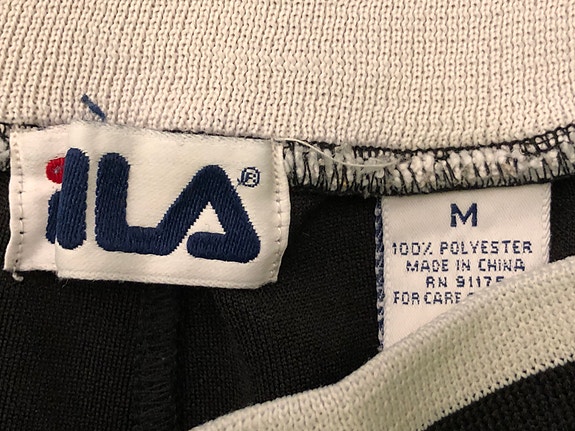 ILA®
M
100% POLYESTER
MADE IN CHINA
RN 91175
FOR CARE